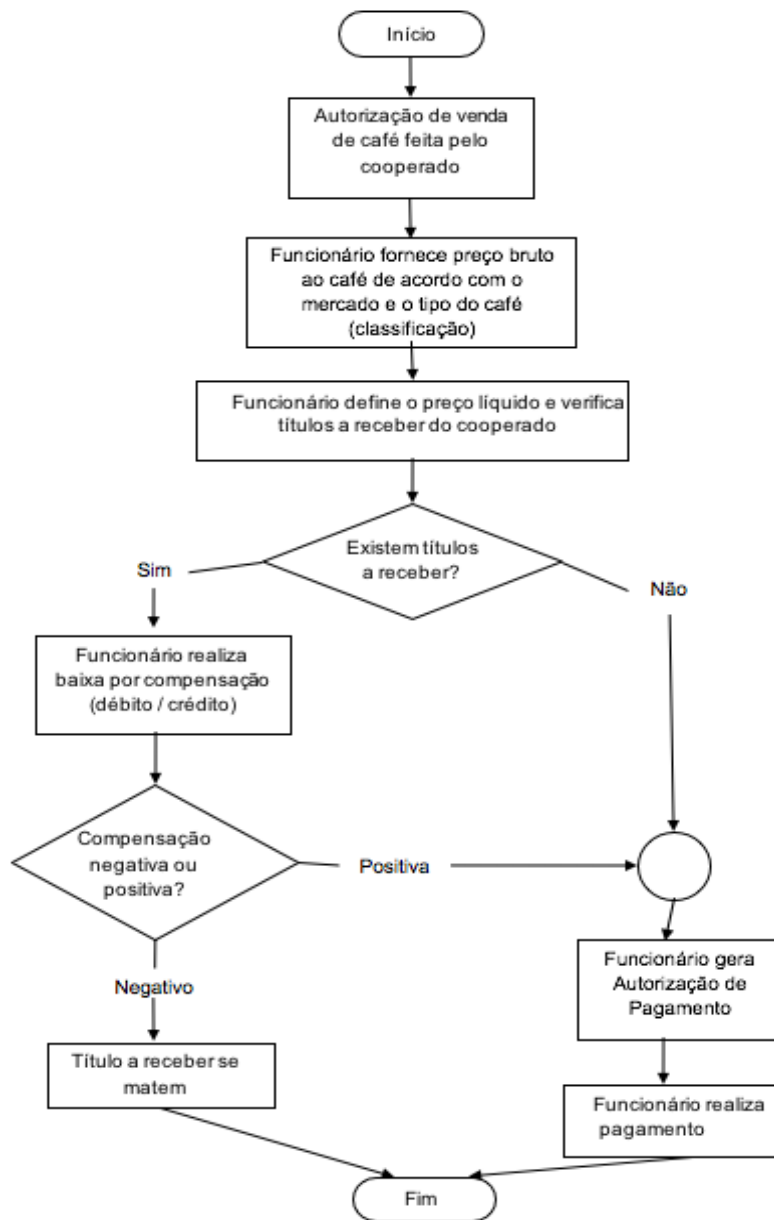 Início
Autorização de venda
de café feita pelo
cooperado
Funcionário fornece preço bruto
ao café de acordo com o
mercado e o tipo do café
(classificação)
Funcionário define o preço líquido e verifica
títulos a receber do cooperado
Existem títulos
a receber?
Sim
Não
Funcionário realiza
baixa por compensação
(débito / crédito)
Compensação
negativa ou
positiva?
Positiva
Negativo
Funcionário gera
Autorização de
Pagamento
Título a receber se
matem
Funcionário realiza
pagamento
Fim